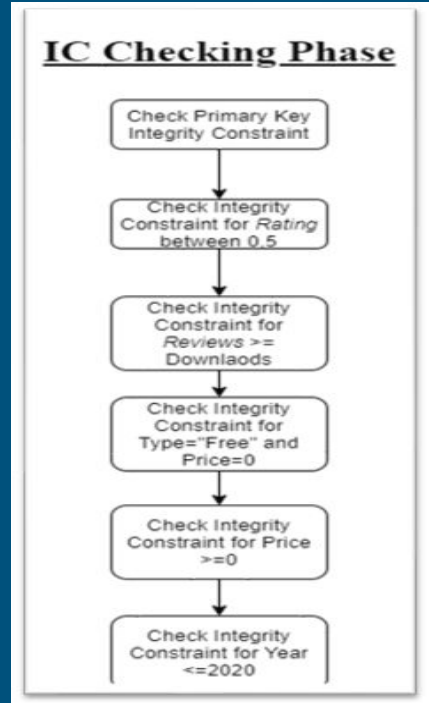 IC Checking Phase
Check Primary Key
Integrity Constraint
Check Integrity
Constraint for Rating
between 0.5
Check Integrity
Constraint for
Reviews >=
Downlaods
Check Integrity
Constraint for
Type="Free" and
Price=0
Check Integrity
Constraint for Price
>=0
Check Integrity
Constraint for Year
<=2020